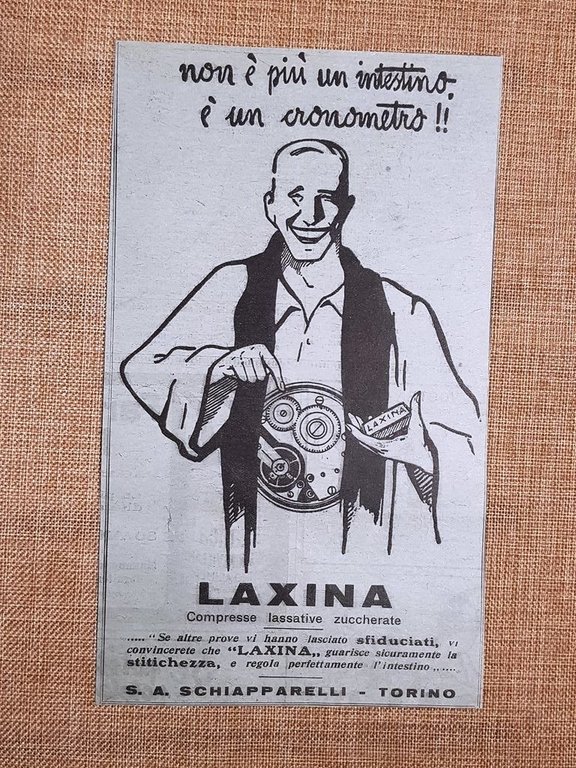 non è più un intestino.
è un cronometro !!
LAXINA
LAXINA
Compresse lassative zuccherate
..... "Se altre prove vi hanno lasciato sfiduciati, vi
convincerete che "LAXINA„ guarisce sicuramente la
stitichezza, e regola perfettamente l'intestino„.....
S. A. SCHIAPPARELLI - TORINO